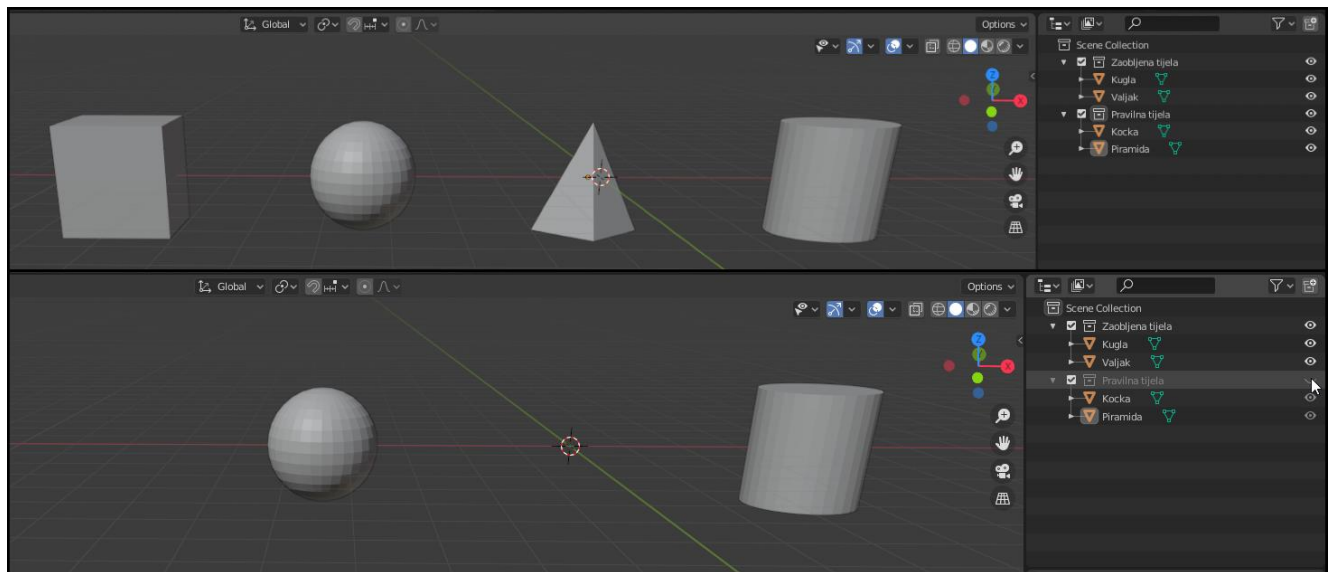 Global
Options
Scene Collection
Zaobljena tijela
Kugla
Valjak
Pravilna tijela
Kocka
Piramida
Z
X
Global
Options
Scene Collection
Zaobljena tijela
Kugla
Valjak
Pravilna tijela
Kocka
Piramida
Z
X